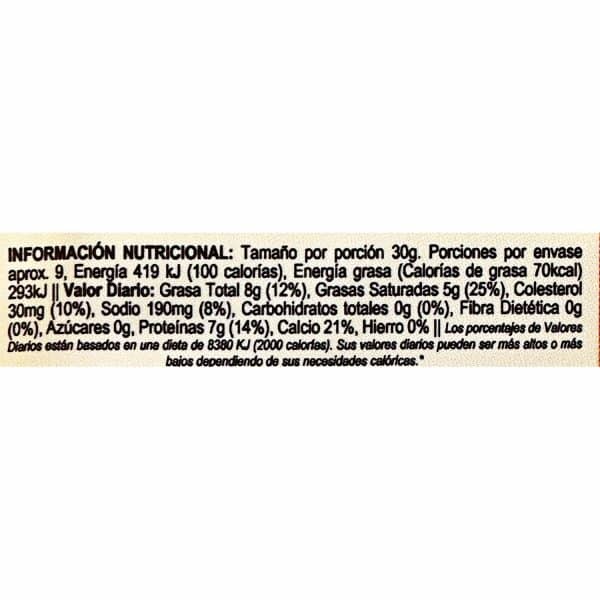 INFORMACIÓN NUTRICIONAL: Tamaño por porción 30g. Porciones por envase
aprox. 9, Energía 419 kJ (100 calorías), Energía grasa (Calorías de grasa 70kcal)
293kJ || Valor Diario: Grasa Total 8g (12%), Grasas Saturadas 5g (25%), Colesterol
30mg (10%), Sodio 190mg (8%), Carbohidratos totales 0g (0%), Fibra Dietética 0g
(0%), Azúcares 0g, Proteínas 7g (14%), Calcio 21%, Hierro 0% || Los porcentajes de Valores
Diarios están basados en una dieta de 8380 KJ (2000 calorías). Sus valores diarios pueden ser más altos o más
bajos dependiendo de sus necesidades calóricas.*